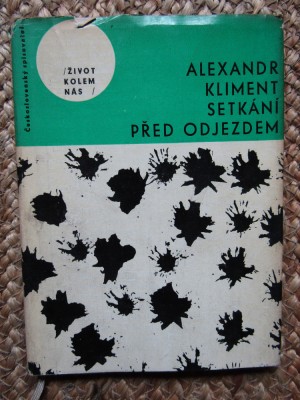 Československý spisovatel
/ŽIVOT
KOLEM
NÁS /
ALEXANDR
KLIMENT
SETKÁNÍ
PŘED ODJEZDEM